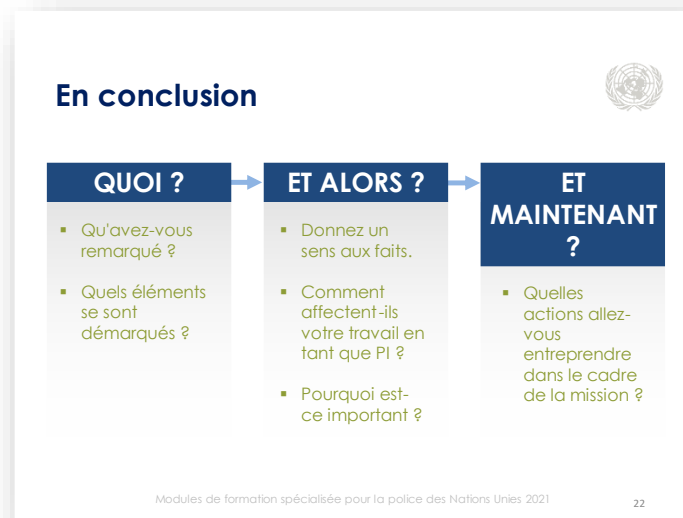 En conclusion
QUOI ?
Qu'avez-vous
remarqué ?
Quels éléments
se sont
démarqués ?
ET ALORS ?
Donnez un
sens aux faits.
Comment
affectent-ils
votre travail en
tant que PI ?
Pourquoi est-
ce important ?
ET
MAINTENANT
?
Quelles
actions allez-
vous
entreprendre
dans le cadre
de la mission ?
Modules de formation spécialisée pour la police des Nations Unies 2021
22